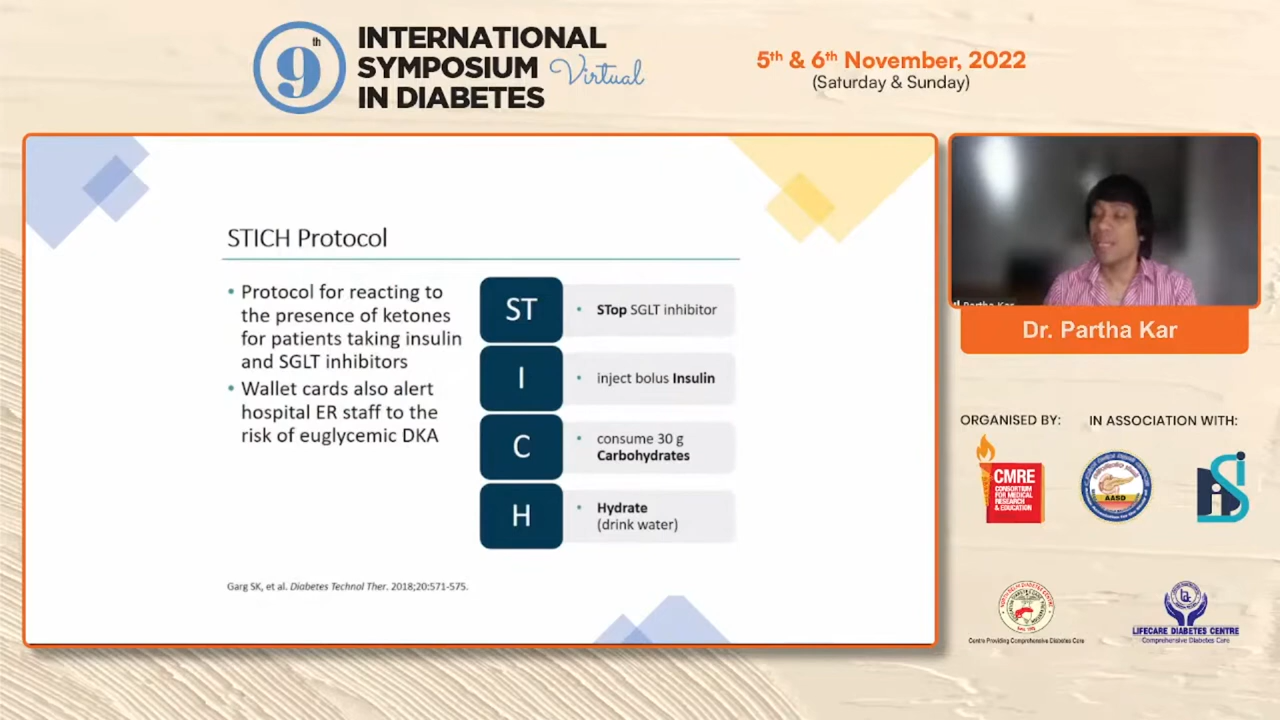 9th
INTERNATIONAL
SYMPOSIUM Virtual
IN DIABETES
5th & 6th November, 2022
(Saturday & Sunday)
STICH Protocol
• Protocol for reacting to
the presence of ketones
for patients taking insulin
and SGLT inhibitors
• Wallet cards also alert
hospital ER staff to the
risk of euglycemic DKA
ST
• STop SGLT inhibitor
I
• inject bolus Insulin
C
• consume 30 g
Carbohydrates
H
• Hydrate
(drink water)
Garg SK, et al. Diabetes Technol Ther. 2018;20:571-575.
Partha Kar
Dr. Partha Kar
ORGANISED BY:
IN ASSOCIATION WITH:
CMRE
CONSORTIUM
FOR MEDICAL
RESEARCH
& EDUCATION
AASD
Centre Providing Comprehensive Diabetes Care
LIFECARE DIABETES CENTRE
Comprehensive Diabetes Care